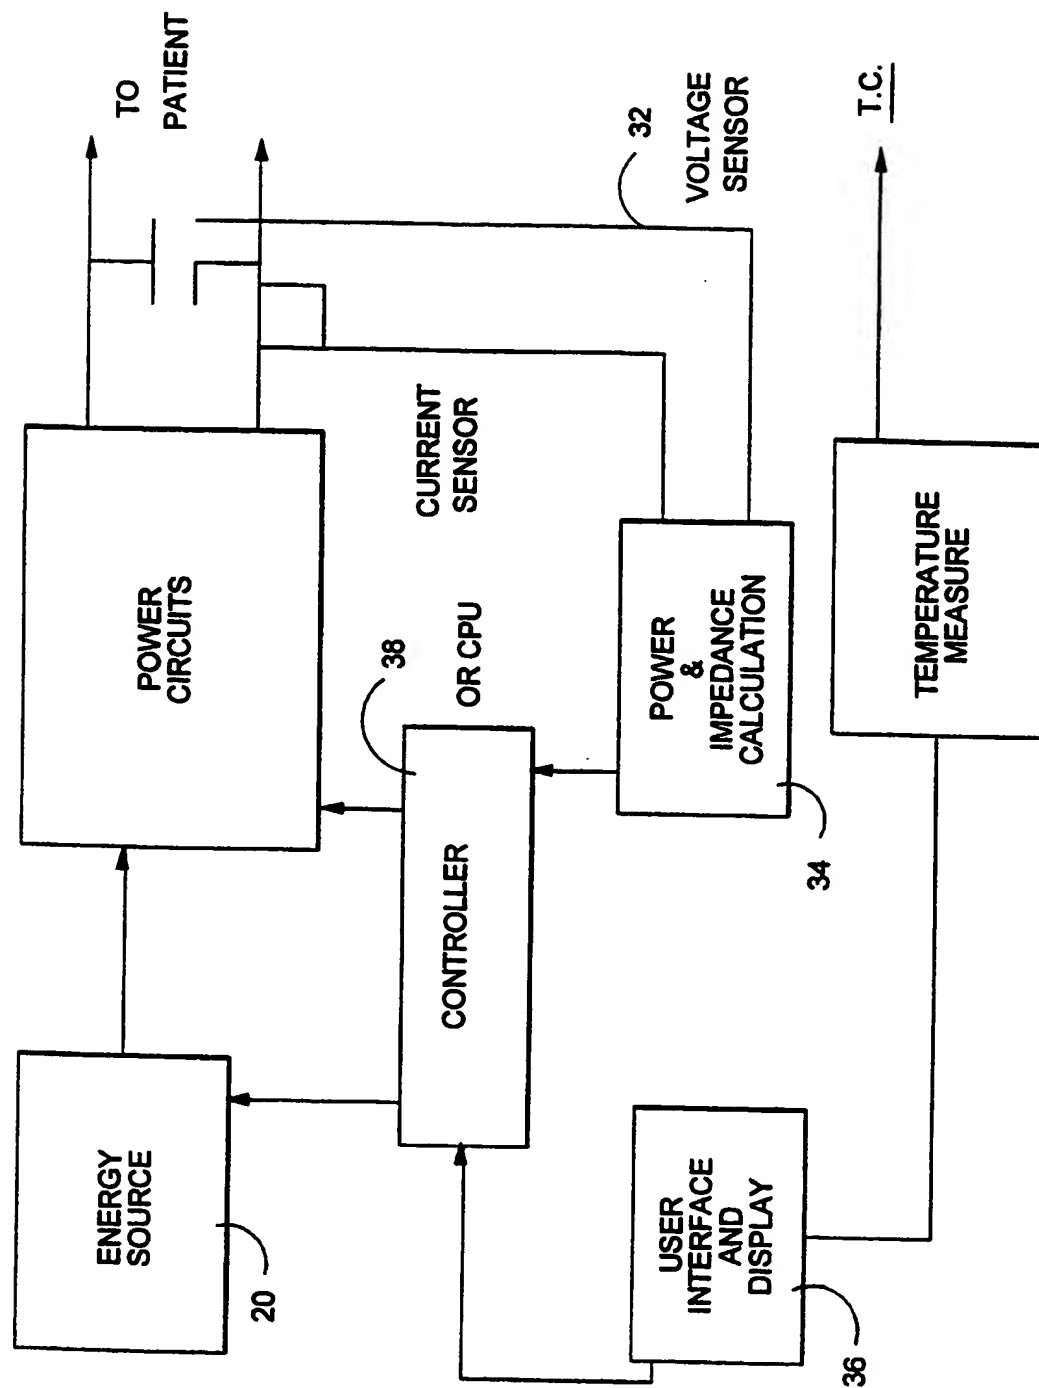 ENERGY
SOURCE
20
POWER
CIRCUITS
TO
PATIENT
CONTROLLER
38
OR CPU
CURRENT
SENSOR
32
VOLTAGE
SENSOR
USER
INTERFACE
AND
DISPLAY
36
POWER
&
IMPEDANCE
CALCULATION
34
TEMPERATURE
MEASURE
T.C.